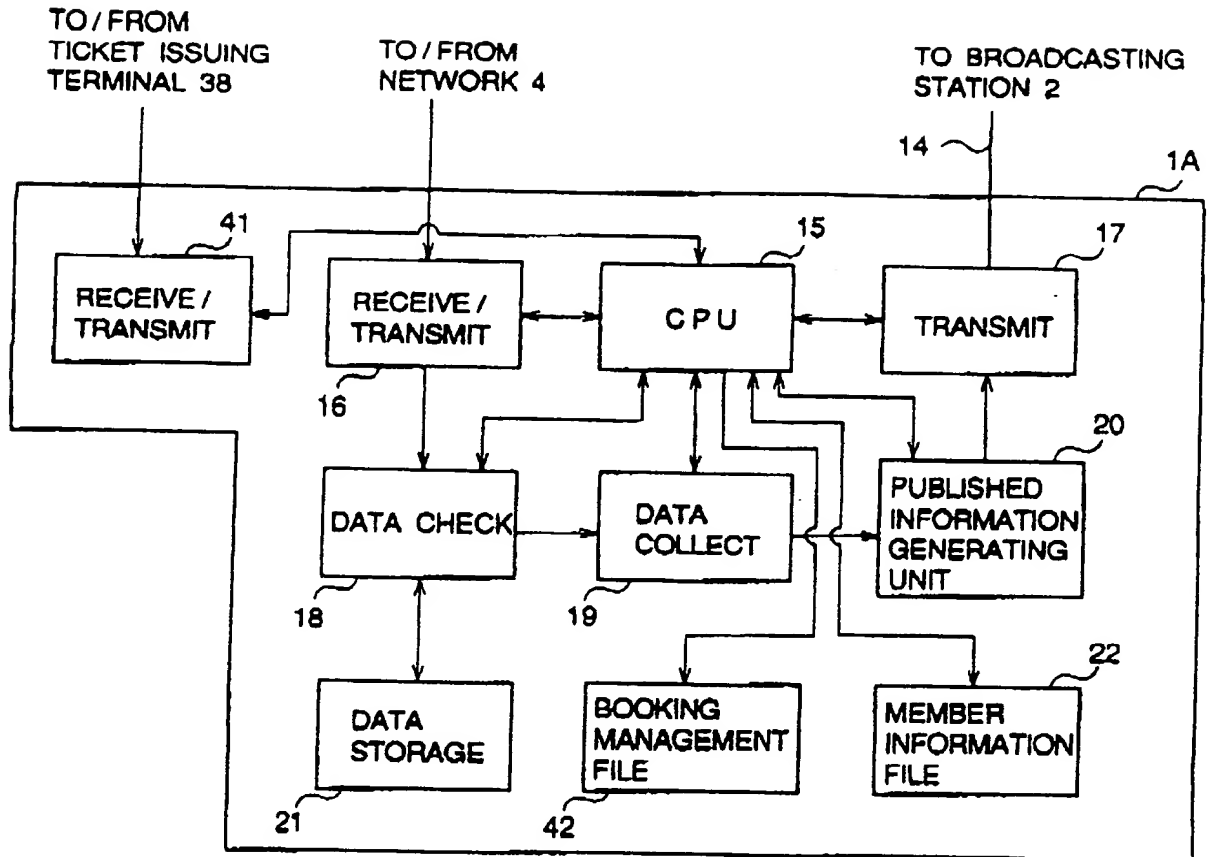 TO/FROM
TICKET ISSUING
TERMINAL 38
TO/FROM
NETWORK 4
TO BROADCASTING
STATION 2
14
1A
41
15
17
RECEIVE/
TRANSMIT
RECEIVE/
TRANSMIT
CPU
TRANSMIT
16
20
DATA CHECK
DATA
COLLECT
PUBLISHED
INFORMATION
GENERATING
UNIT
18
19
22
DATA
STORAGE
BOOKING
MANAGEMENT
FILE
MEMBER
INFORMATION
FILE
21
42